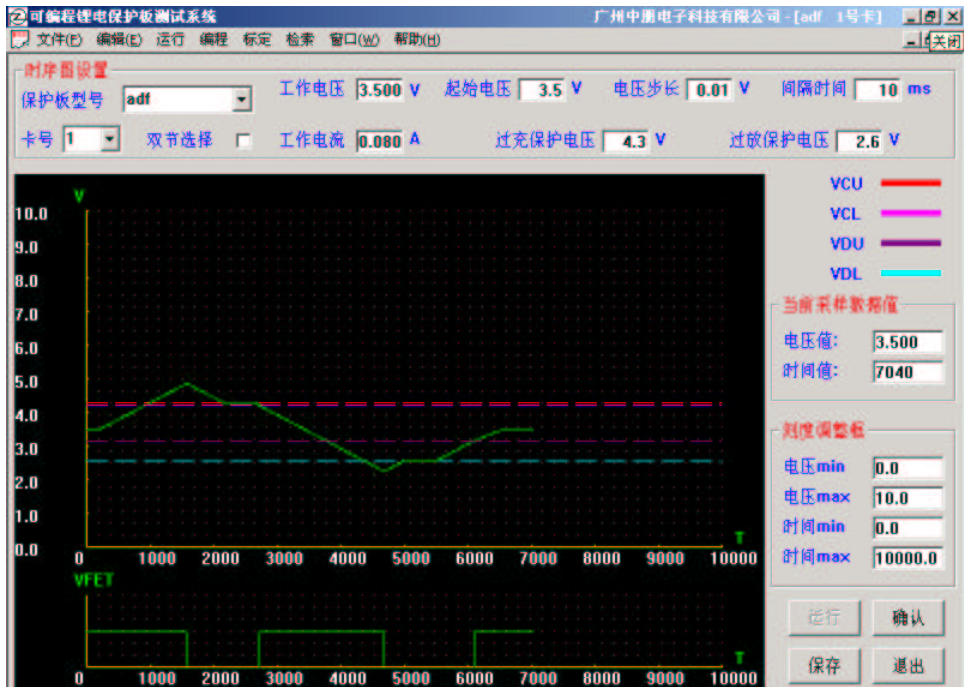 可编程锂电保护板测试系统 广州中鹏电子科技有限公司 - [adf 1号卡]
文件(F) 编辑(E) 运行 编程 标定 检索 窗口(W) 帮助(H)
关闭
时序图设置
保护板型号 adf 工作电压 3.500 V 起始电压 3.5 V 电压步长 0.01 V 间隔时间 10 ms
卡号 1 双节选择 工作电流 0.080 A 过充保护电压 4.3 V 过放保护电压 2.6 V
V
10.0
9.0
8.0
7.0
6.0
5.0
4.0
3.0
2.0
1.0
0.0
T
0 1000 2000 3000 4000 5000 6000 7000 8000 9000 10000
VFET
T
0 1000 2000 3000 4000 5000 6000 7000 8000 9000 10000
VCU
VCL
VDU
VDL
当前采样数据值
电压值: 3.500
时间值: 7040
刻度调整框
电压min 0.0
电压max 10.0
时间min 0.0
时间max 10000.0
运行 确认
保存 退出